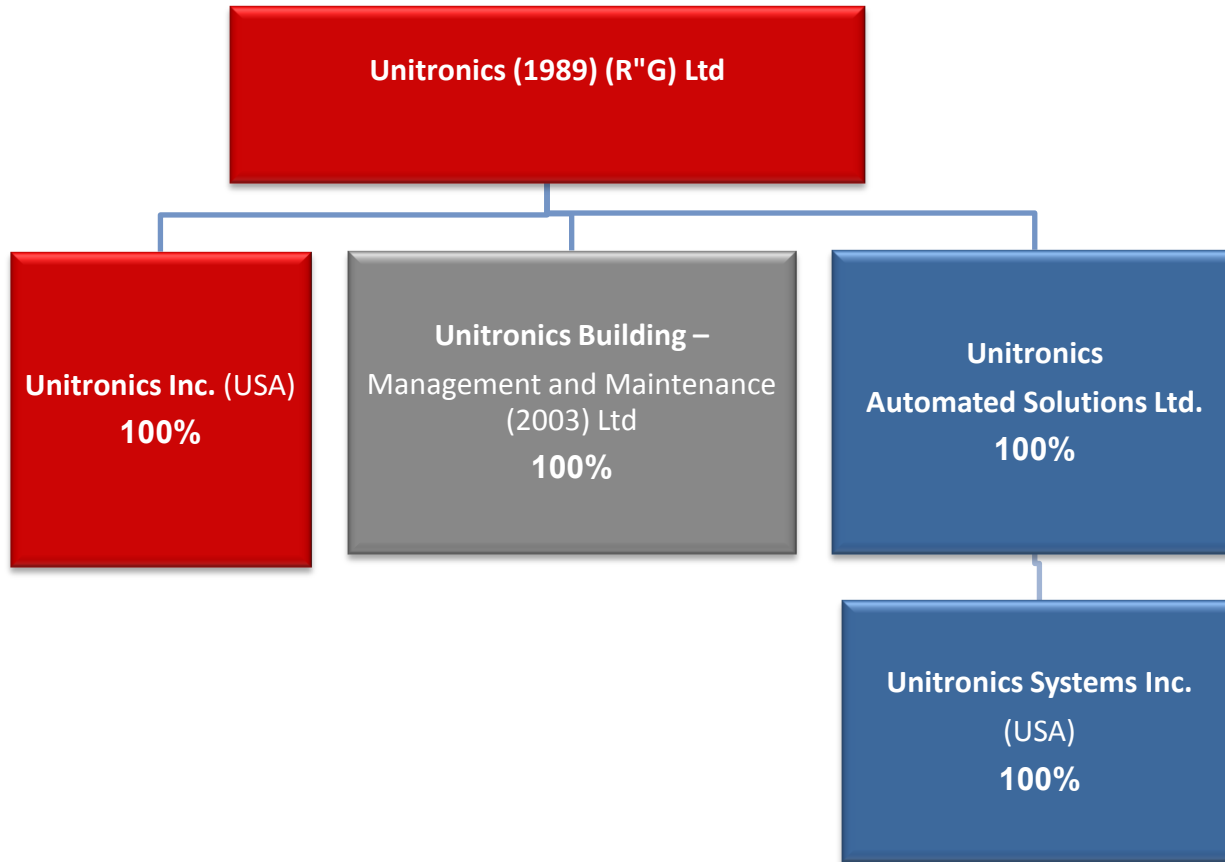 Unitronics (1989) (R"G) Ltd
Unitronics Inc. (USA)
100%
Unitronics Building –
Management and Maintenance
(2003) Ltd
100%
Unitronics
Automated Solutions Ltd.
100%
Unitronics Systems Inc.
(USA)
100%